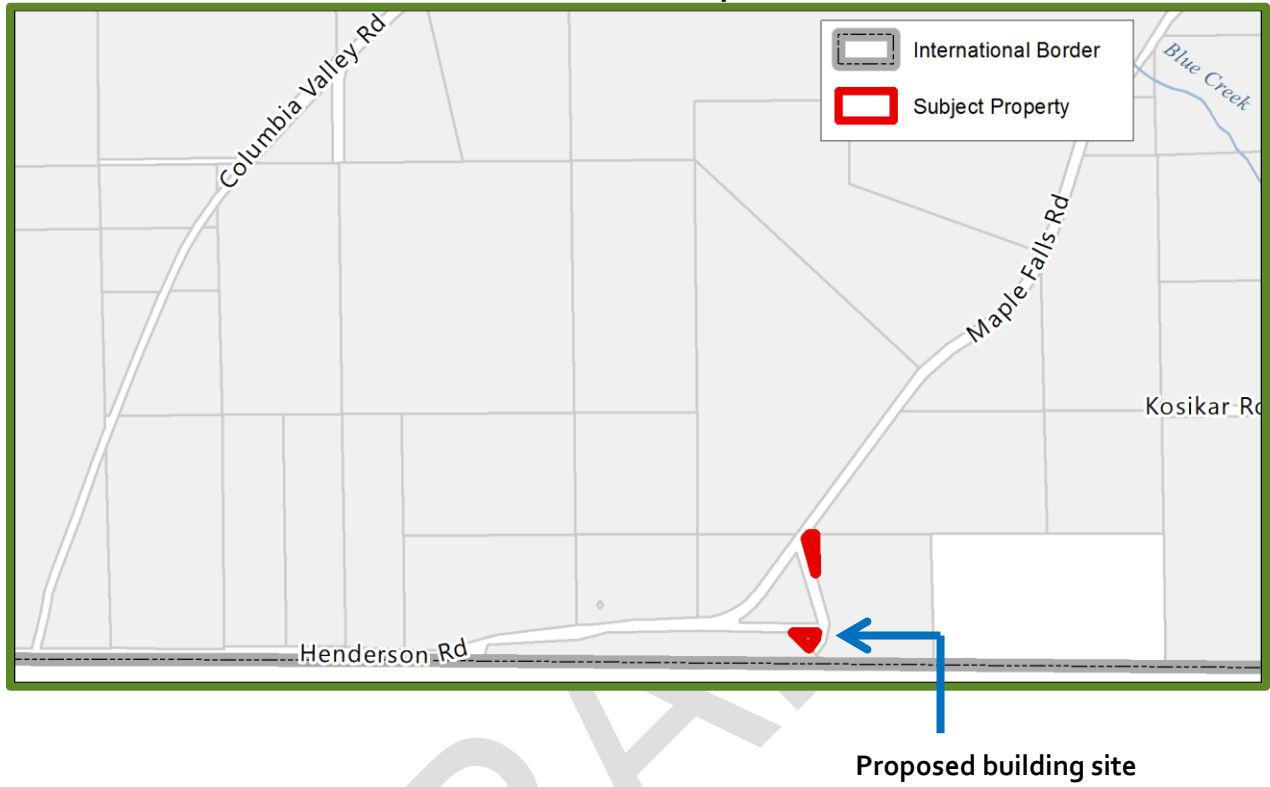 International Border
Subject Property
Columbia Valley Rd
Blue Creek
Maple Falls Rd
Kosikar Rd
Henderson Rd
Proposed building site